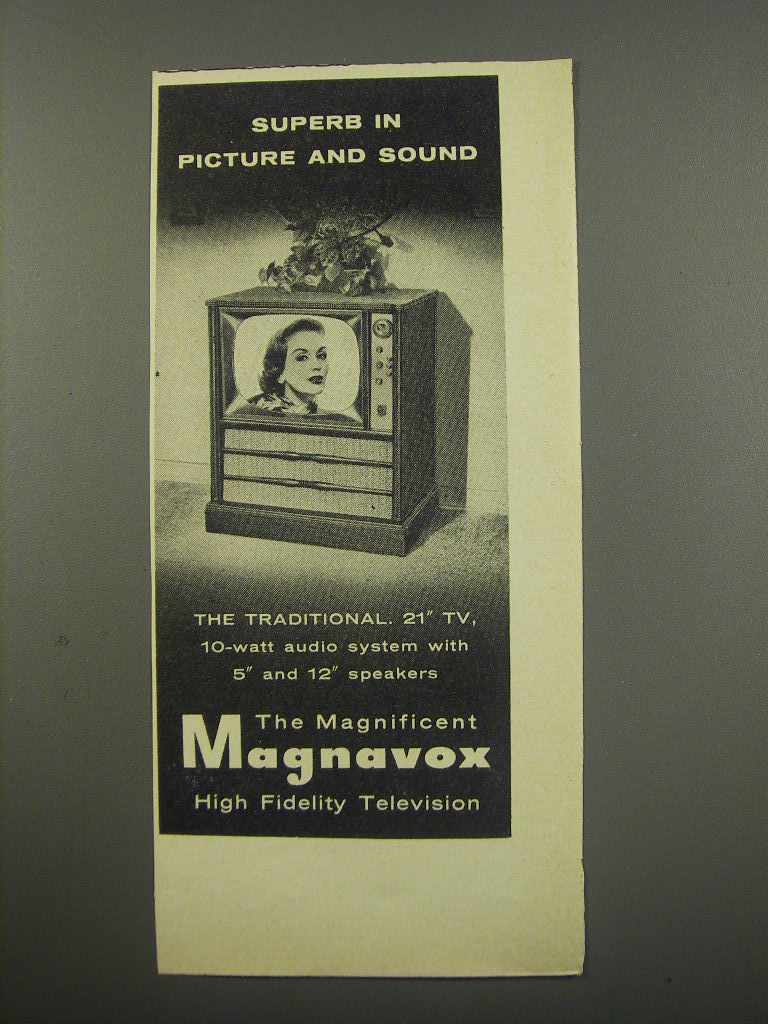 SUPERB IN
PICTURE AND SOUND
THE TRADITIONAL. 21" TV,
10-watt audio system with
5" and 12" speakers
The Magnificent
Magnavox
High Fidelity Television